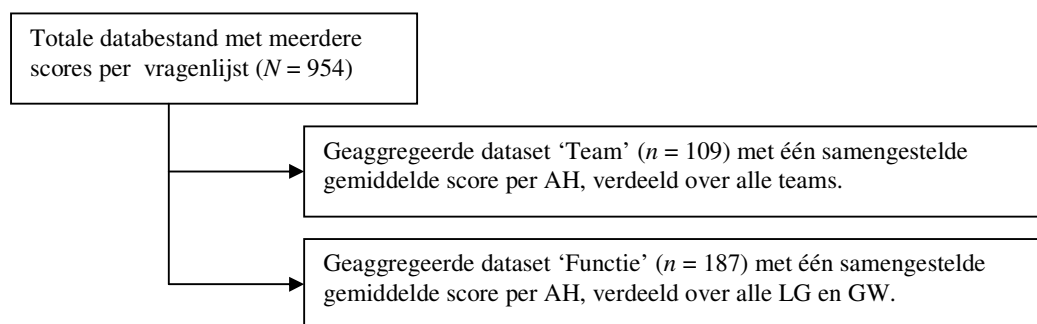 Totale databestand met meerdere
scores per vragenlijst (N = 954)
Geaggregeerde dataset ‘Team’ (n = 109) met één samengestelde
gemiddelde score per AH, verdeeld over alle teams.
Geaggregeerde dataset ‘Functie’ (n = 187) met één samengestelde
gemiddelde score per AH, verdeeld over alle LG en GW.